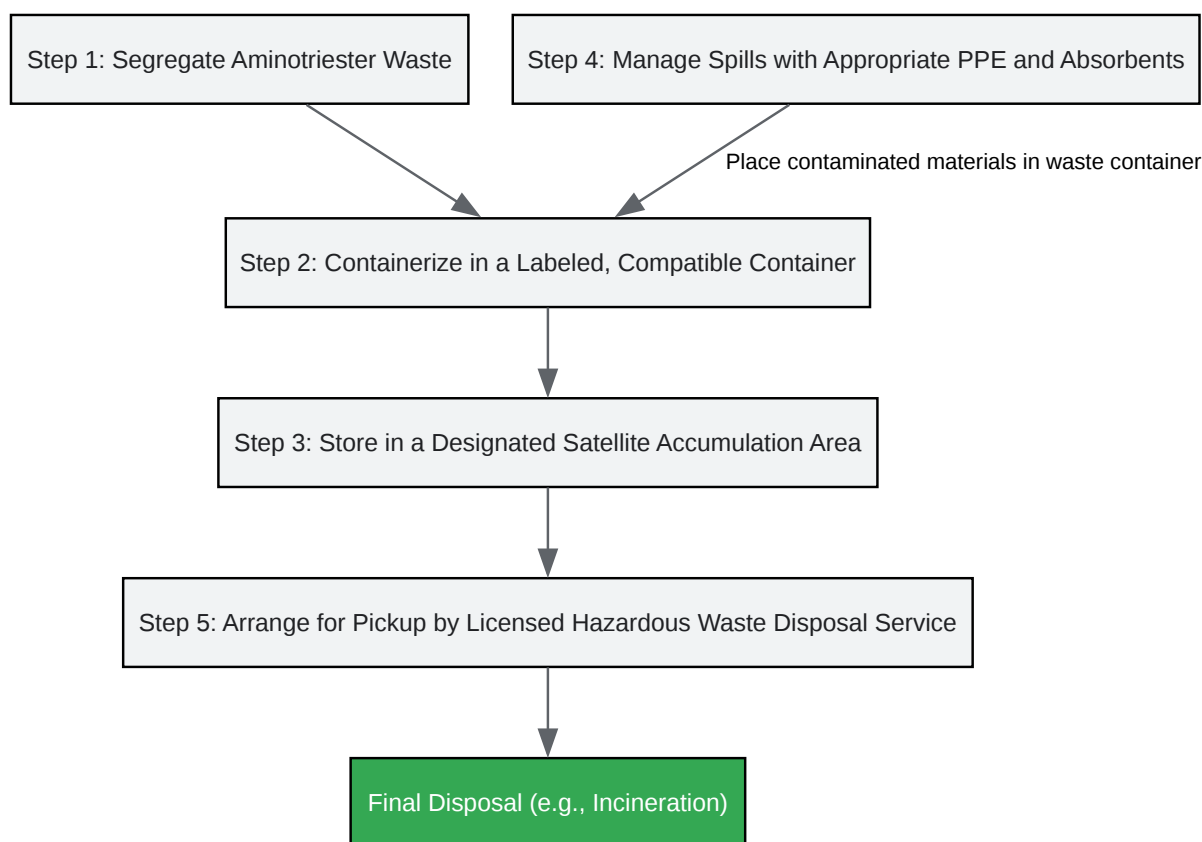 Step 1: Segregate Aminotriester Waste
Step 4: Manage Spills with Appropriate PPE and Absorbents
Place contaminated materials in waste container
Step 2: Containerize in a Labeled, Compatible Container
Step 3: Store in a Designated Satellite Accumulation Area
Step 5: Arrange for Pickup by Licensed Hazardous Waste Disposal Service
Final Disposal (e.g., Incineration)